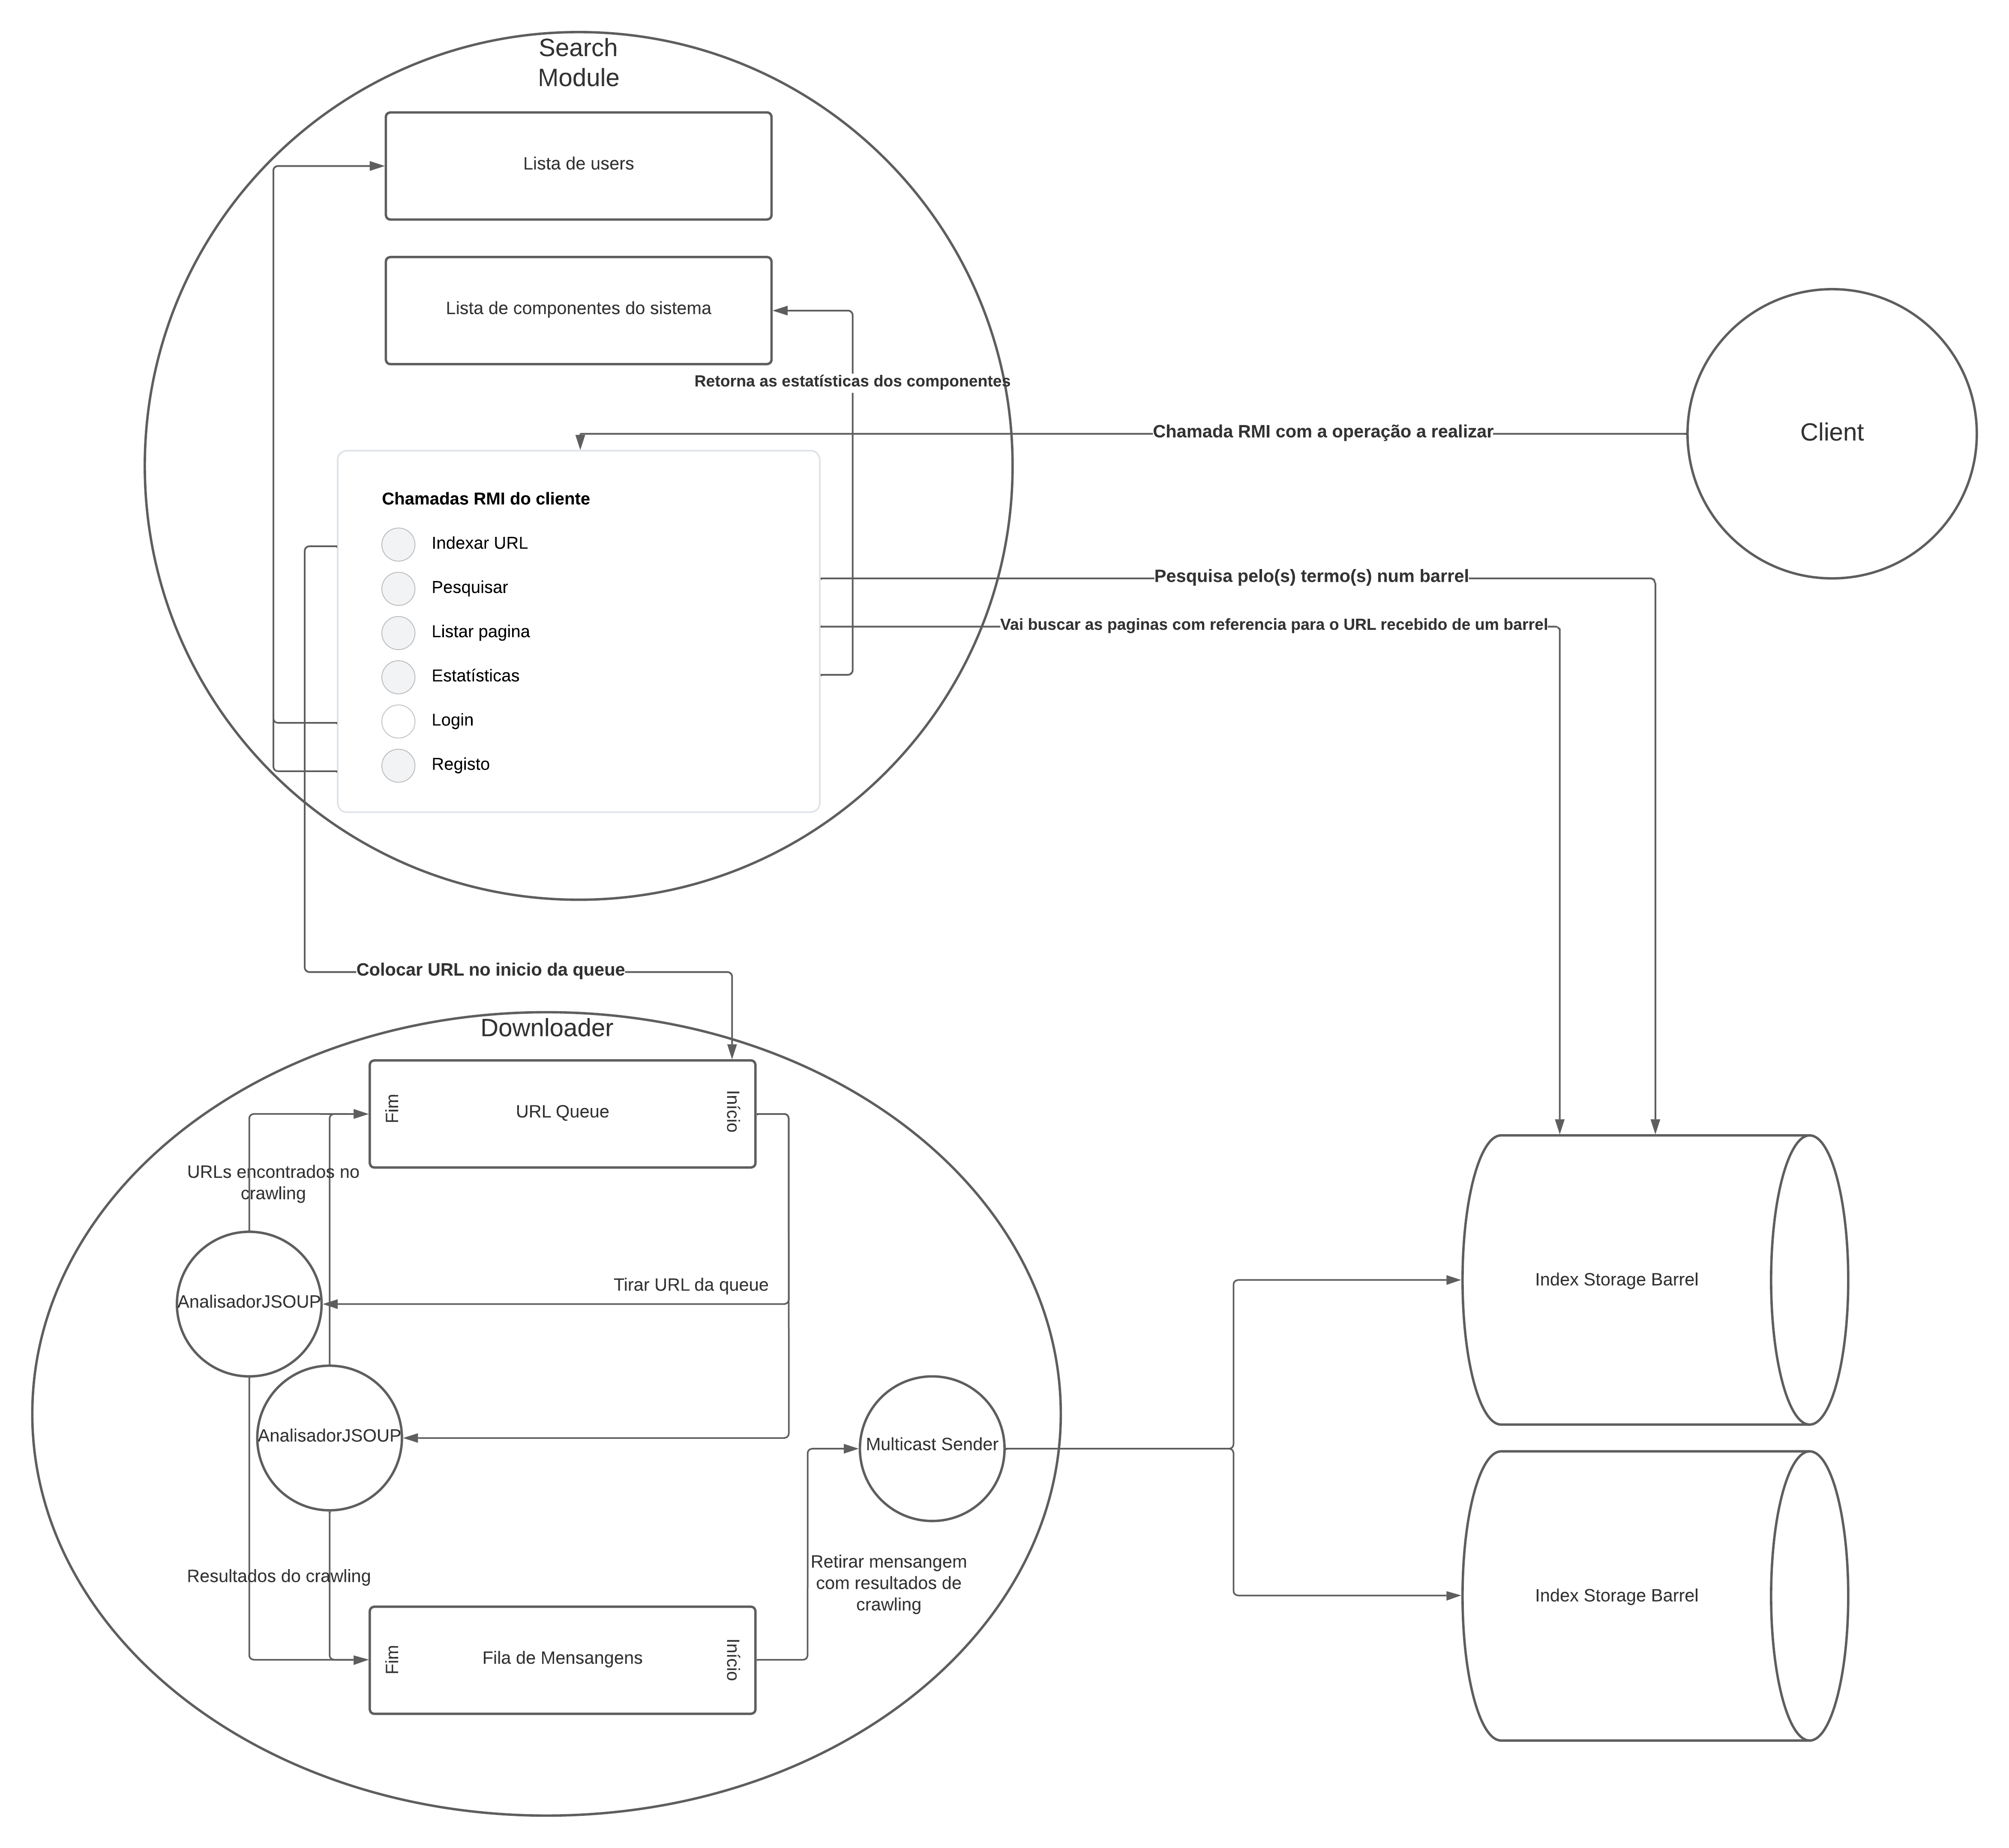 Search
Module
Lista de users
Lista de componentes do sistema
Retorna as estatísticas dos componentes
Chamada RMI com a operação a realizar
Client
Chamadas RMI do cliente
Indexar URL
Pesquisar
Listar pagina
Estatísticas
Login
Registo
Pesquisa pelo(s) termo(s) num barrel
Vai buscar as paginas com referencia para o URL recebido de um barrel
Colocar URL no inicio da queue
Downloader
Fim
URL Queue
Início
URLs encontrados no
crawling
Tirar URL da queue
AnalisadorJSOUP
AnalisadorJSOUP
Multicast Sender
Resultados do crawling
Retirar mensangem
com resultados de
crawling
Fim
Fila de Mensangens
Início
Index Storage Barrel
Index Storage Barrel